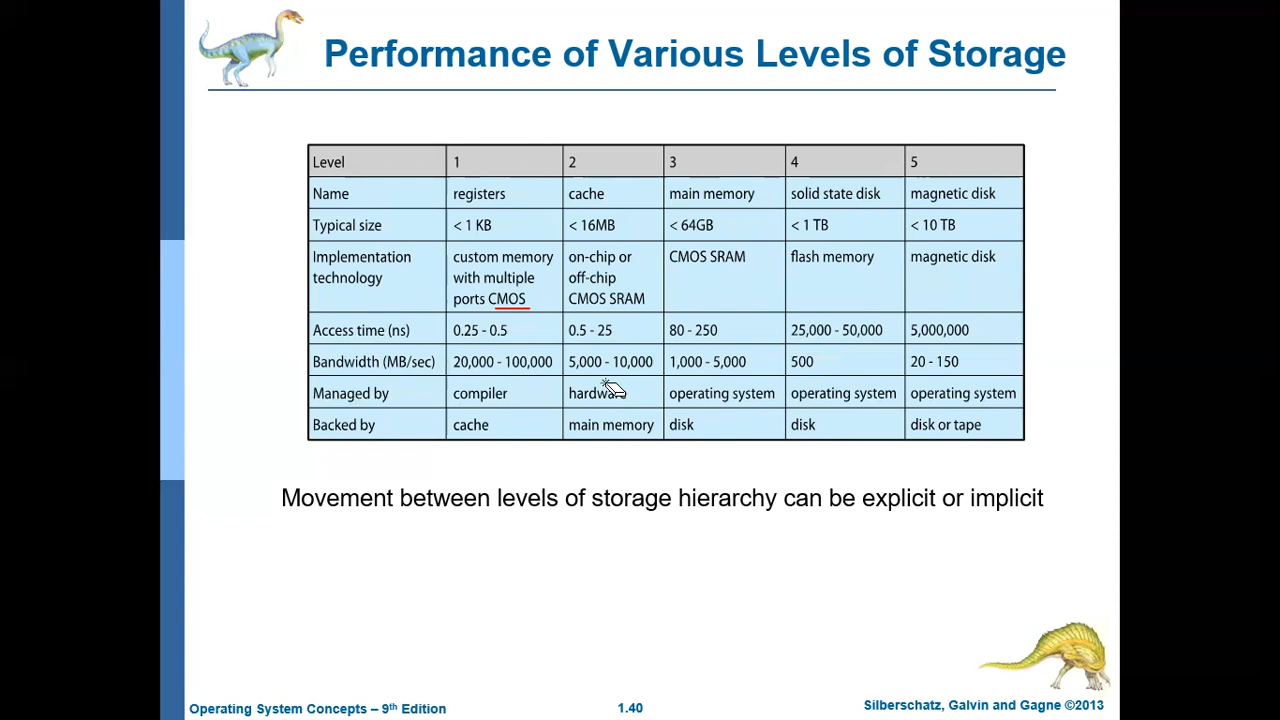 Performance of Various Levels of Storage
Level 1 2 3 4 5
Name registers cache main memory solid state disk magnetic disk
Typical size < 1 KB < 16MB < 64GB < 1 TB < 10 TB
Implementation technology custom memory with multiple ports CMOS on-chip or off-chip CMOS SRAM CMOS SRAM flash memory magnetic disk
Access time (ns) 0.25 - 0.5 0.5 - 25 80 - 250 25,000 - 50,000 5,000,000
Bandwidth (MB/sec) 20,000 - 100,000 5,000 - 10,000 1,000 - 5,000 500 20 - 150
Managed by compiler hardware operating system operating system operating system
Backed by cache main memory disk disk disk or tape
Movement between levels of storage hierarchy can be explicit or implicit
Operating System Concepts – 9th Edition 1.40 Silberschatz, Galvin and Gagne ©2013